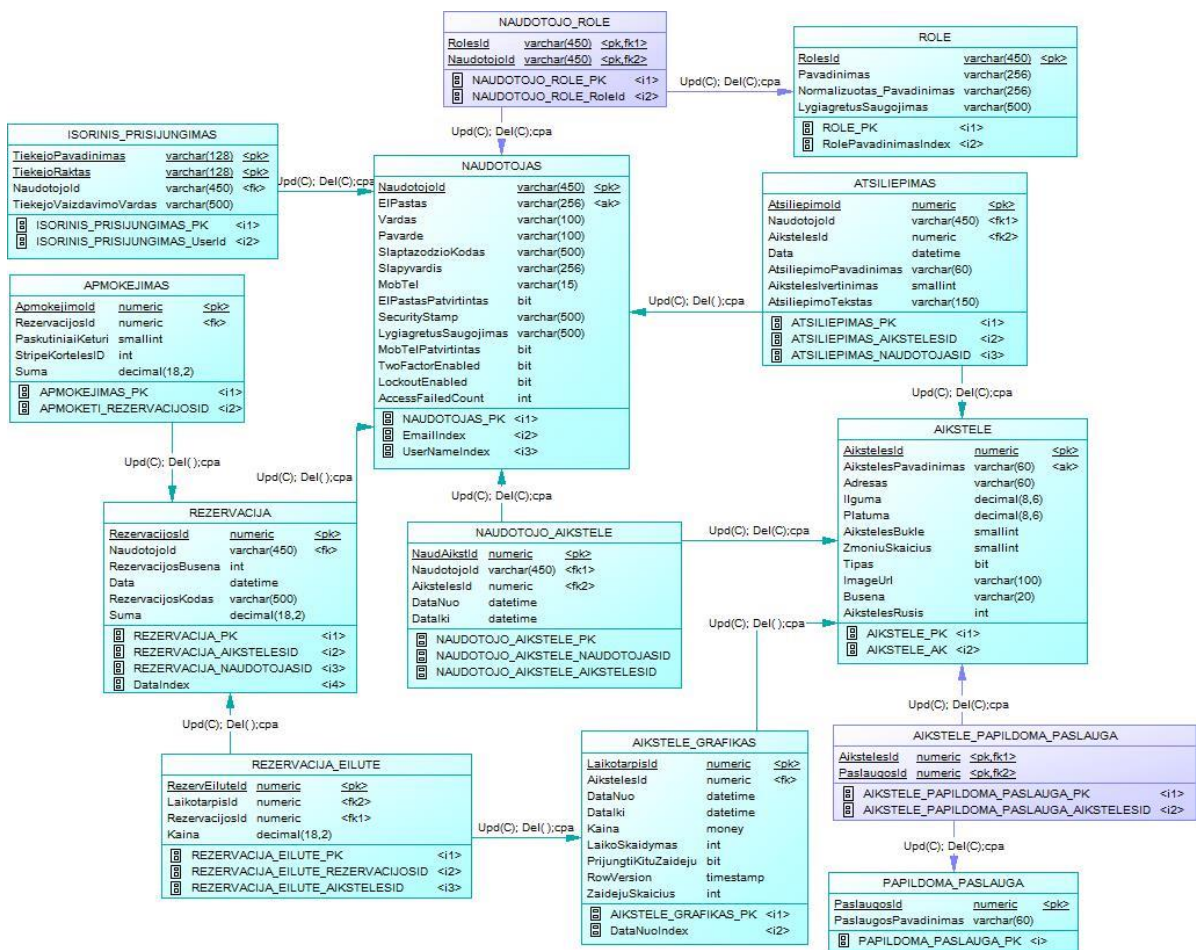 NAUDOTOJO_ROLE
RolesId varchar(450) <pk,fk1>
NaudotojoId varchar(450) <pk,fk2>
NAUDOTOJO_ROLE_PK <i1>
NAUDOTOJO_ROLE_RoleId <i2>
Upd(C); Del(C);cpa
ROLE
RolesId varchar(450) <pk>
Pavadinimas varchar(256)
Normalizuotas_Pavadinimas varchar(256)
LygiagretusSaugojimas varchar(500)
ROLE_PK <i1>
RolePavadinimasIndex <i2>
Upd(C); Del(C);cpa
ISORINIS_PRISIJUNGIMAS
TiekejoPavadinimas varchar(128) <pk>
TiekejoRaktas varchar(128) <pk>
NaudotojoId varchar(450) <fk>
TiekejoVaizdavimoVardas varchar(500)
ISORINIS_PRISIJUNGIMAS_PK <i1>
ISORINIS_PRISIJUNGIMAS_UserId <i2>
Upd(C); Del(C);cpa
NAUDOTOJAS
NaudotojoId varchar(450) <pk>
ElPastas varchar(256) <ak>
Vardas varchar(100)
Pavarde varchar(100)
SlaptazodzioKodas varchar(500)
Slapyvardis varchar(256)
MobTel varchar(15)
ElPastasPatvirtintas bit
SecurityStamp varchar(500)
LygiagretusSaugojimas varchar(500)
MobTelPatvirtintas bit
TwoFactorEnabled bit
LockoutEnabled bit
AccessFailedCount int
NAUDOTOJAS_PK <i1>
EmailIndex <i2>
UserNameIndex <i3>
ATSILIEPIMAS
AtsiliepimoId numeric <pk>
NaudotojoId varchar(450) <fk1>
AikstelesId numeric <fk2>
Data datetime
AtsiliepimoPavadinimas varchar(60)
AikstelesIvertinimas smallint
AtsiliepimoTekstas varchar(150)
ATSILIEPIMAS_PK <i1>
ATSILIEPIMAS_AIKSTELESID <i2>
ATSILIEPIMAS_NAUDOTOJASID <i3>
Upd(C); Del( );cpa
Upd(C); Del(C);cpa
APMOKEJIMAS
ApmokejimoId numeric <pk>
RezervacijosId numeric <fk>
PaskutiniaiKeturi smallint
StripeKortelesID int
Suma decimal(18,2)
APMOKEJIMAS_PK <i1>
APMOKETI_REZERVACIJOSID <i2>
Upd(C); Del( );cpa
Upd(C); Del( );cpa
AIKSTELE
AikstelesId numeric <pk>
AikstelesPavadinimas varchar(60) <ak>
Adresas varchar(60)
Ilguma decimal(8,6)
Platuma decimal(8,6)
AikstelesBukle smallint
ZmoniuSkaicius smallint
Tipas bit
ImageUrl varchar(100)
Busena varchar(20)
AikstelesRusis int
AIKSTELE_PK <i1>
AIKSTELE_AK <i2>
Upd(C); Del(C);cpa
REZERVACIJA
RezervacijosId numeric <pk>
NaudotojoId varchar(450) <fk>
RezervacijosBusena int
Data datetime
RezervacijosKodas varchar(500)
Suma decimal(18,2)
REZERVACIJA_PK <i1>
REZERVACIJA_AIKSTELESID <i2>
REZERVACIJA_NAUDOTOJASID <i3>
DataIndex <i4>
NAUDOTOJO_AIKSTELE
NaudAikstId numeric <pk>
NaudotojoId varchar(450) <fk1>
AikstelesId numeric <fk2>
DataNuo datetime
DataIki datetime
NAUDOTOJO_AIKSTELE_PK
NAUDOTOJO_AIKSTELE_NAUDOTOJASID
NAUDOTOJO_AIKSTELE_AIKSTELESID
Upd(C); Del(C);cpa
Upd(C); Del( );cpa
Upd(C); Del(C);cpa
Upd(C); Del( );cpa
REZERVACIJA_EILUTE
RezervEiluteId numeric <pk>
LaikotarpisId numeric <fk2>
RezervacijosId numeric <fk1>
Kaina decimal(18,2)
REZERVACIJA_EILUTE_PK <i1>
REZERVACIJA_EILUTE_REZERVACIJOSID <i2>
REZERVACIJA_EILUTE_AIKSTELESID <i3>
Upd(C); Del( );cpa
AIKSTELE_GRAFIKAS
LaikotarpisId numeric <pk>
AikstelesId numeric <fk>
DataNuo datetime
DataIki datetime
Kaina money
LaikoSkaidymas int
PrijungtiKituZaideju bit
RowVersion timestamp
ZaidejuSkaicius int
AIKSTELE_GRAFIKAS_PK <i1>
DataNuoIndex <i2>
AIKSTELE_PAPILDOMA_PASLAUGA
AikstelesId numeric <pk,fk1>
PaslaugosId numeric <pk,fk2>
AIKSTELE_PAPILDOMA_PASLAUGA_PK <i1>
AIKSTELE_PAPILDOMA_PASLAUGA_AIKSTELESID <i2>
Upd(C); Del(C);cpa
PAPILDOMA_PASLAUGA
PaslaugosId numeric <pk>
PaslaugosPavadinimas varchar(60)
PAPILDOMA_PASLAUGA_PK <i>